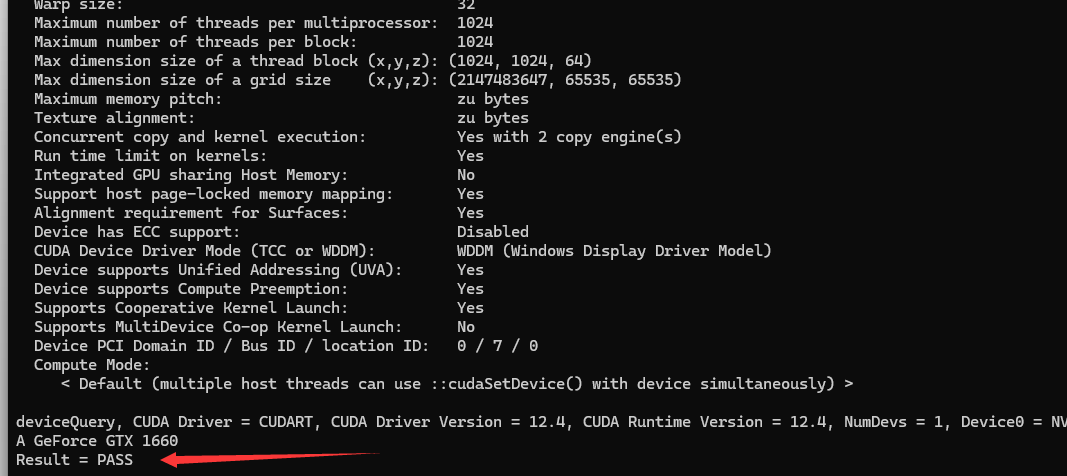 Warp size: 32
Maximum number of threads per multiprocessor: 1024
Maximum number of threads per block: 1024
Max dimension size of a thread block (x,y,z): (1024, 1024, 64)
Max dimension size of a grid size (x,y,z): (2147483647, 65535, 65535)
Maximum memory pitch: zu bytes
Texture alignment: zu bytes
Concurrent copy and kernel execution: Yes with 2 copy engine(s)
Run time limit on kernels: Yes
Integrated GPU sharing Host Memory: No
Support host page-locked memory mapping: Yes
Alignment requirement for Surfaces: Yes
Device has ECC support: Disabled
CUDA Device Driver Mode (TCC or WDDM): WDDM (Windows Display Driver Model)
Device supports Unified Addressing (UVA): Yes
Device supports Compute Preemption: Yes
Supports Cooperative Kernel Launch: Yes
Supports MultiDevice Co-op Kernel Launch: No
Device PCI Domain ID / Bus ID / location ID: 0 / 7 / 0
Compute Mode:
< Default (multiple host threads can use ::cudaSetDevice() with device simultaneously) >
deviceQuery, CUDA Driver = CUDART, CUDA Driver Version = 12.4, CUDA Runtime Version = 12.4, NumDevs = 1, Device0 = NV
A GeForce GTX 1660
Result = PASS